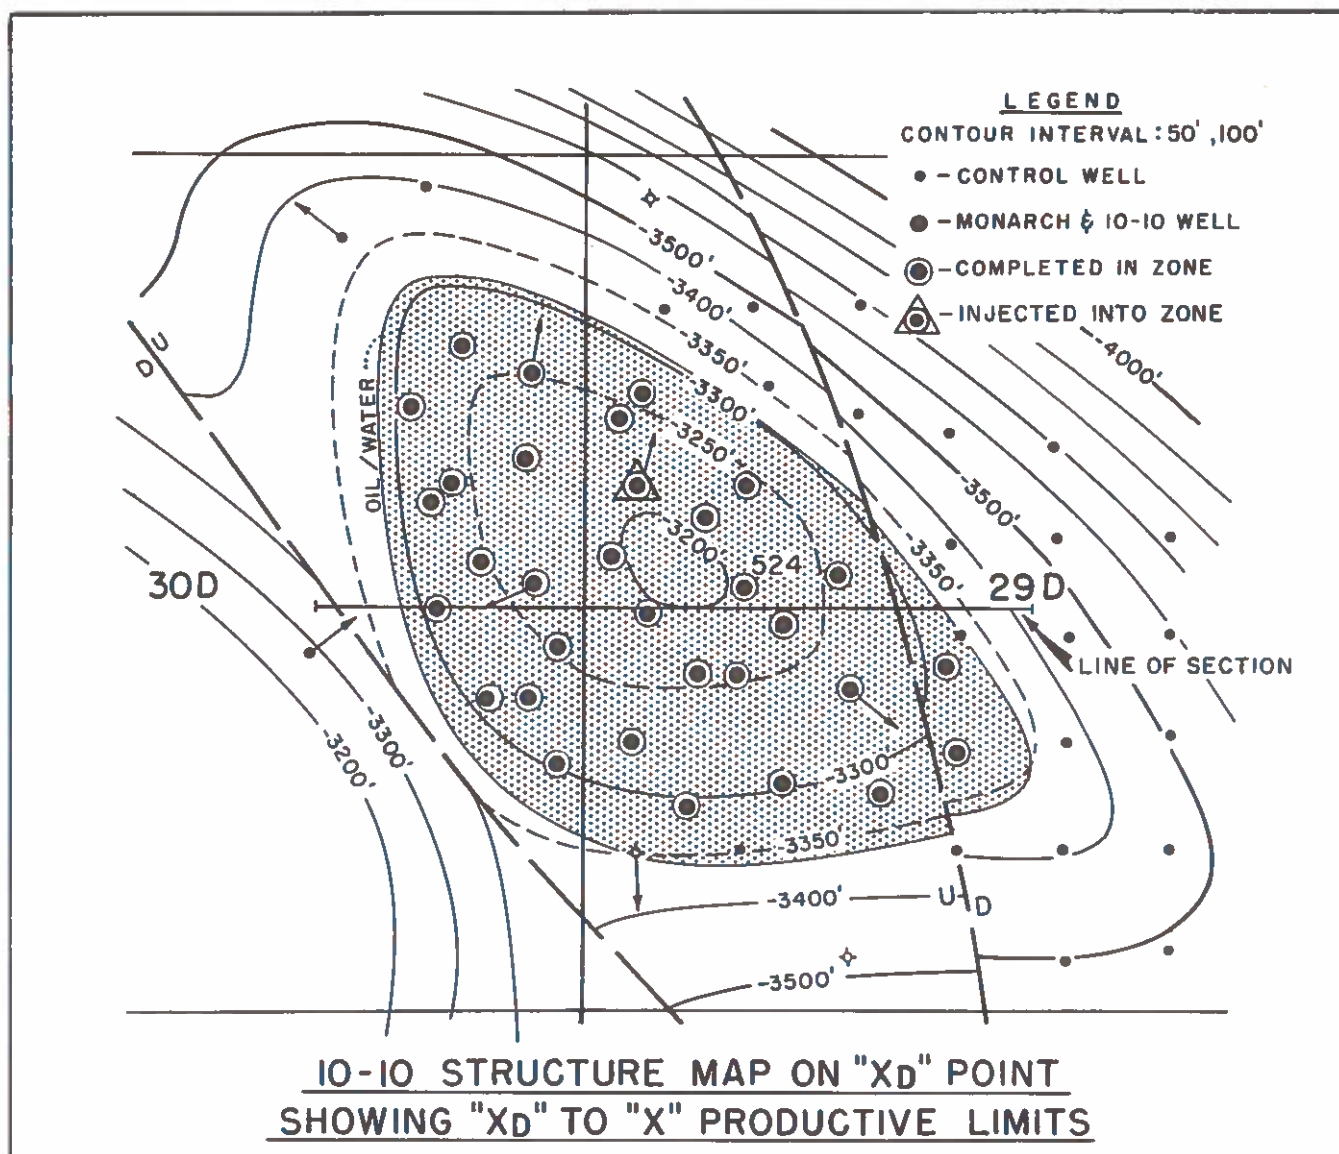 LEGEND
CONTOUR INTERVAL: 50', 100'
- CONTROL WELL
- MONARCH & 10-10 WELL
- COMPLETED IN ZONE
- INJECTED INTO ZONE
-3500'
-3400'
-3350'
-3300'
-3250'
-3200
-4000'
-3500'
-3350'
U
D
OIL / WATER
524
30D
29D
LINE OF SECTION
-3300'
-3200'
-3300'
-3350'
-3400'
U
D
-3500'
10-10 STRUCTURE MAP ON "XD" POINT
SHOWING "XD" TO "X" PRODUCTIVE LIMITS